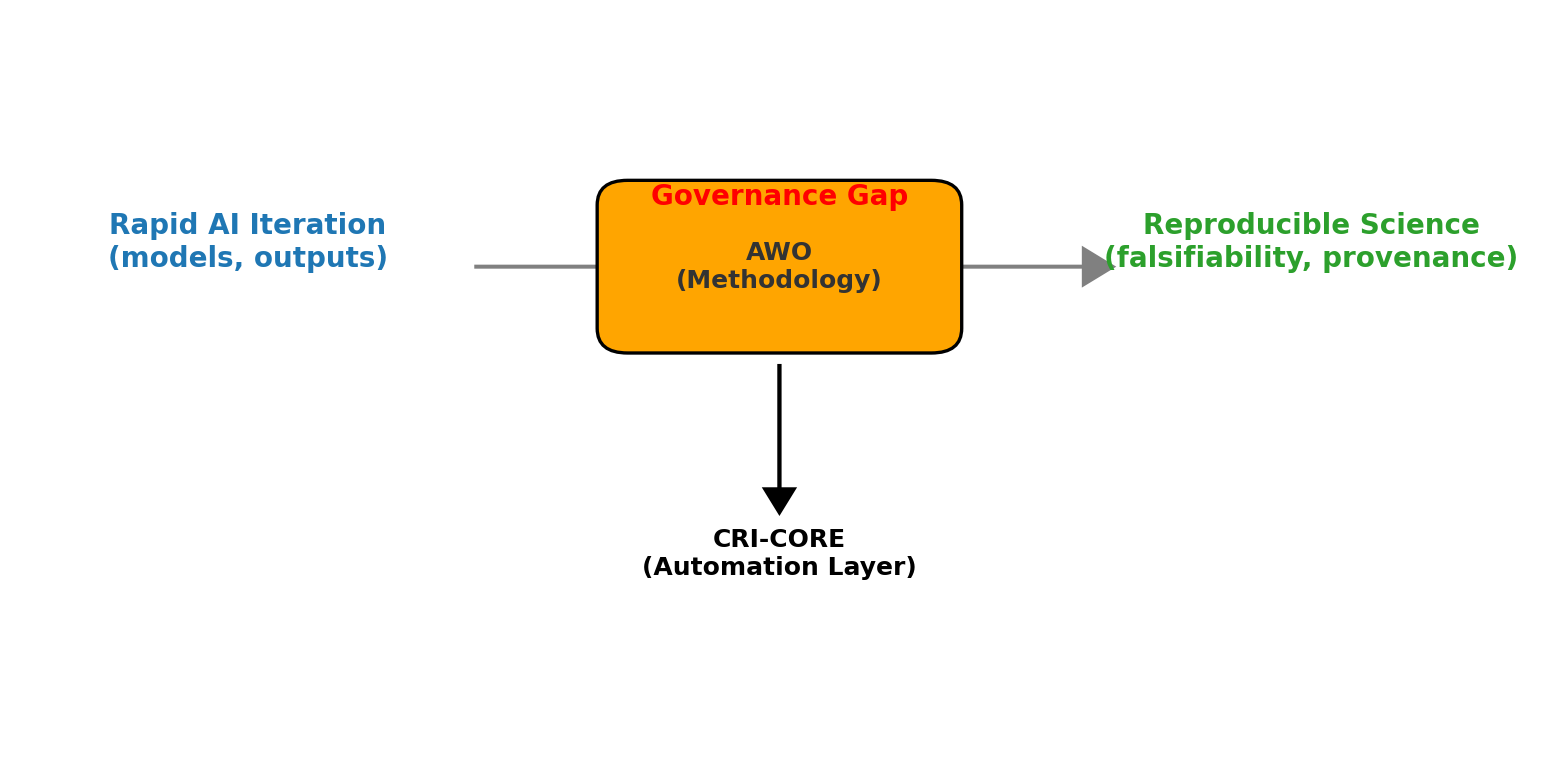 Governance Gap
Rapid AI Iteration
(models, outputs)
AWO
(Methodology)
Reproducible Science
(falsifiability, provenance)
CRI-CORE
(Automation Layer)